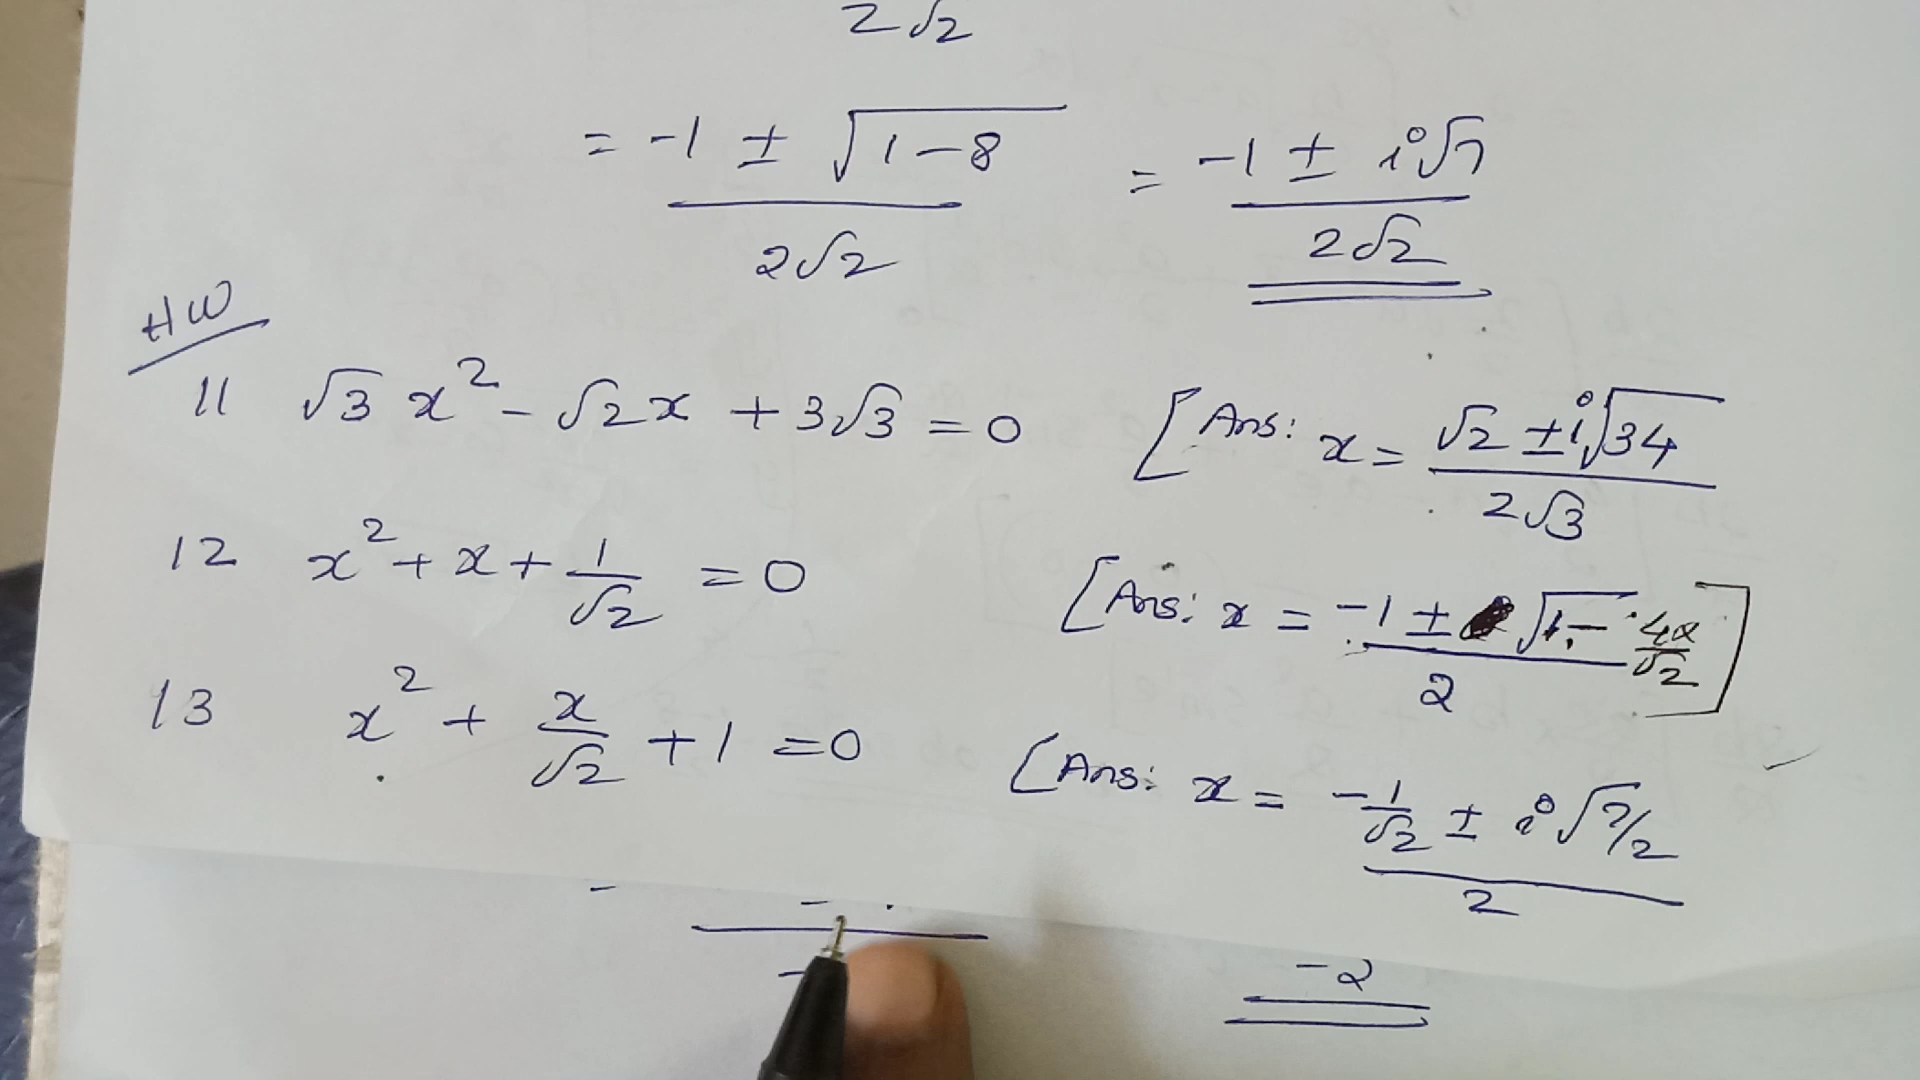 2√2
= -1 ± √1-8 / 2√2 = -1 ± i√7 / 2√2
HW
11 √3 x² - √2x + 3√3 = 0 [Ans: x = √2 ± i√34 / 2√3
12 x² + x + 1/√2 = 0 [Ans: x = -1 ± √1- 4/√2 / 2]
13 x² + x/√2 + 1 = 0 [Ans: x = -1/√2 ± i√7/2 / 2
-2